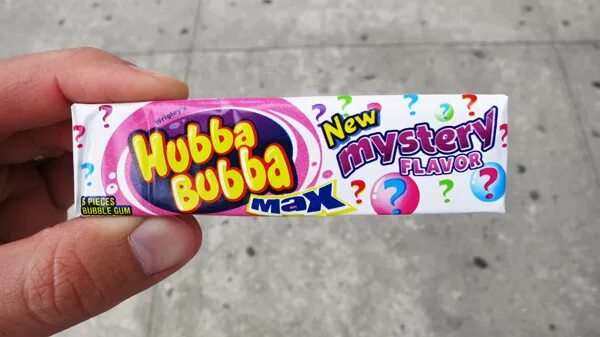 Wrigley's
Hubba
Bubba
max
5 PIECES
BUBBLE GUM
New
mystery
FLAVOR